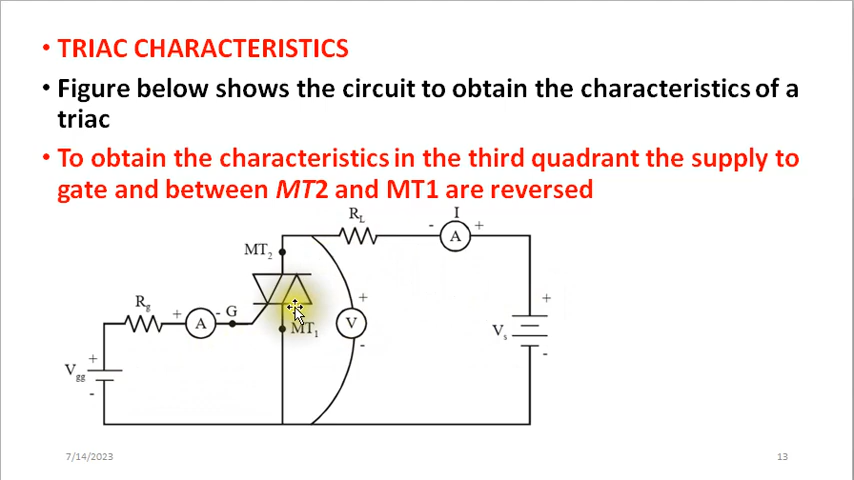 • TRIAC CHARACTERISTICS
• Figure below shows the circuit to obtain the characteristics of a
triac
• To obtain the characteristics in the third quadrant the supply to
gate and between MT2 and MT1 are reversed
R_L
I
- A +
MT₂
R_g
+ A - G
MT₁
+
V
-
+
V_s
-
+
V_gg
-
7/14/2023
13